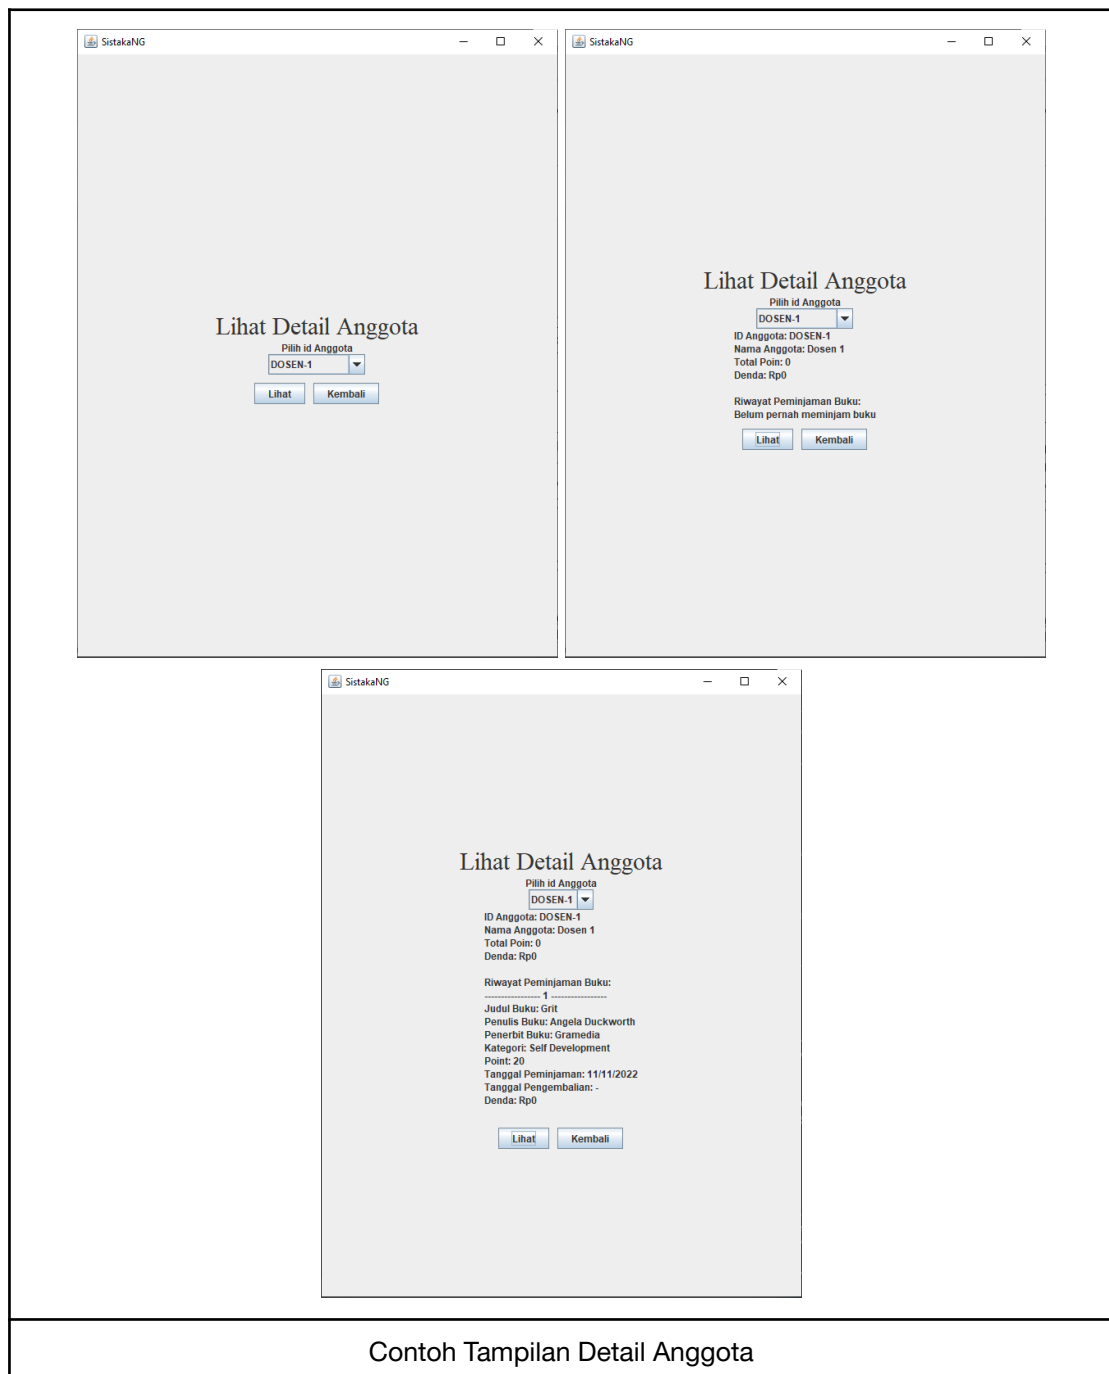 SistakaNG
Lihat Detail Anggota
Pilih id Anggota
DOSEN-1
Lihat Kembali
SistakaNG
Lihat Detail Anggota
Pilih id Anggota
DOSEN-1
ID Anggota: DOSEN-1
Nama Anggota: Dosen 1
Total Poin: 0
Denda: Rp0
Riwayat Peminjaman Buku:
Belum pernah meminjam buku
Lihat Kembali
SistakaNG
Lihat Detail Anggota
Pilih id Anggota
DOSEN-1
ID Anggota: DOSEN-1
Nama Anggota: Dosen 1
Total Poin: 0
Denda: Rp0
Riwayat Peminjaman Buku:
----------------- 1 -----------------
Judul Buku: Grit
Penulis Buku: Angela Duckworth
Penerbit Buku: Gramedia
Kategori: Self Development
Point: 20
Tanggal Peminjaman: 11/11/2022
Tanggal Pengembalian: -
Denda: Rp0
Lihat Kembali
Contoh Tampilan Detail Anggota